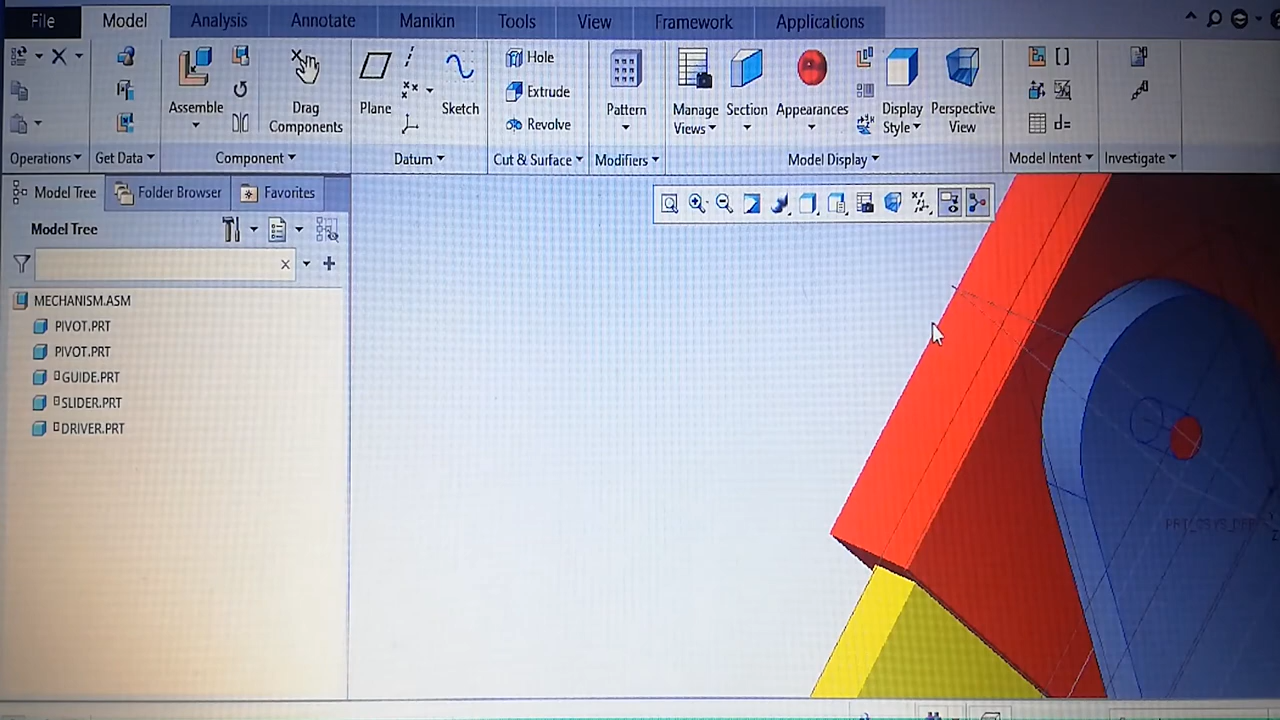 File Model Analysis Annotate Manikin Tools View Framework Applications
Assemble
Drag
Components
Plane
Sketch
Hole
Extrude
Revolve
Pattern
Manage
Views
Section
Appearances
Display
Style
Perspective
View
[ ]
d=
Operations Get Data Component Datum Cut & Surface Modifiers Model Display Model Intent Investigate
Model Tree Folder Browser Favorites
Model Tree
MECHANISM.ASM
PIVOT.PRT
PIVOT.PRT
GUIDE.PRT
SLIDER.PRT
DRIVER.PRT
PRT_CSYS_DEF